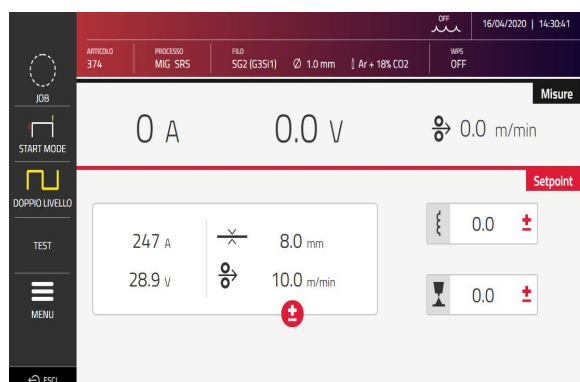 OFF
16/04/2020 | 14:30:41
ARTICOLO PROCESSO FILO WPS
374 MIG SRS SG2 (G3Si1) Ø 1.0 mm Ar + 18% CO2 OFF
JOB
START MODE
DOPPIO LIVELLO
TEST
MENU
ESCI
Misure
0 A 0.0 V 0.0 m/min
Setpoint
247 A 8.0 mm
28.9 V 10.0 m/min
±
0.0 ±
0.0 ±